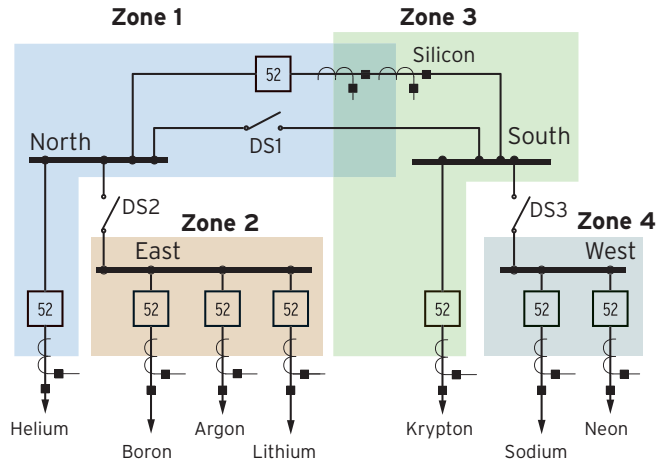 Zone 1
Zone 3
52
Silicon
North
DS1
South
DS2
DS3
Zone 2
Zone 4
East
West
52
52
52
52
52
52
52
Helium
Boron
Argon
Lithium
Krypton
Sodium
Neon